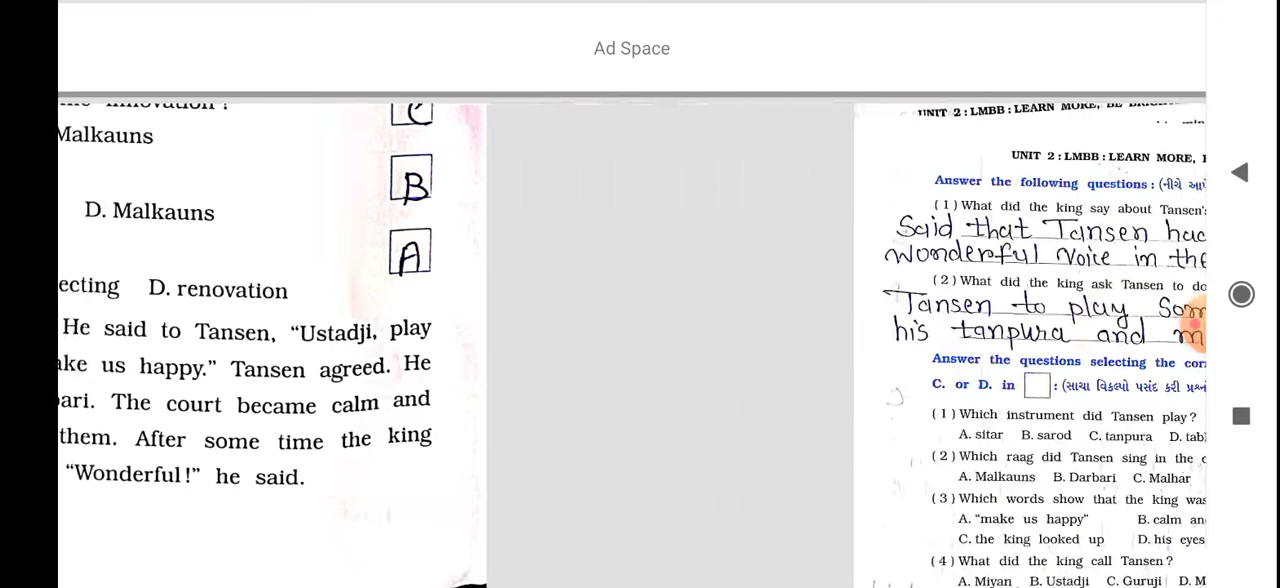 Ad Space
Malkauns
C
B
D. Malkauns
A
ecting D. renovation
He said to Tansen, “Ustadji, play
ake us happy.” Tansen agreed. He
bari. The court became calm and
them. After some time the king
“Wonderful!” he said.
UNIT 2 : LMBB : LEARN MORE,
UNIT 2 : LMBB : LEARN MORE,
Answer the following questions : (નીચે આપે
( 1 ) What did the king say about Tansen's
Said that Tansen had
wonderful voice in the
( 2 ) What did the king ask Tansen to do
Tansen to play som
his tanpura and m
Answer the questions selecting the cor
C. or D. in : (સાચા વિકલ્પો પસંદ કરી પ્રશ્નો
( 1 ) Which instrument did Tansen play ?
A. sitar B. sarod C. tanpura D. tabl
( 2 ) Which raag did Tansen sing in the c
A. Malkauns B. Darbari C. Malhar
( 3 ) Which words show that the king was
A. “make us happy” B. calm an
C. the king looked up D. his eyes
( 4 ) What did the king call Tansen ?
A. Miyan B. Ustadji C. Guruji D. M